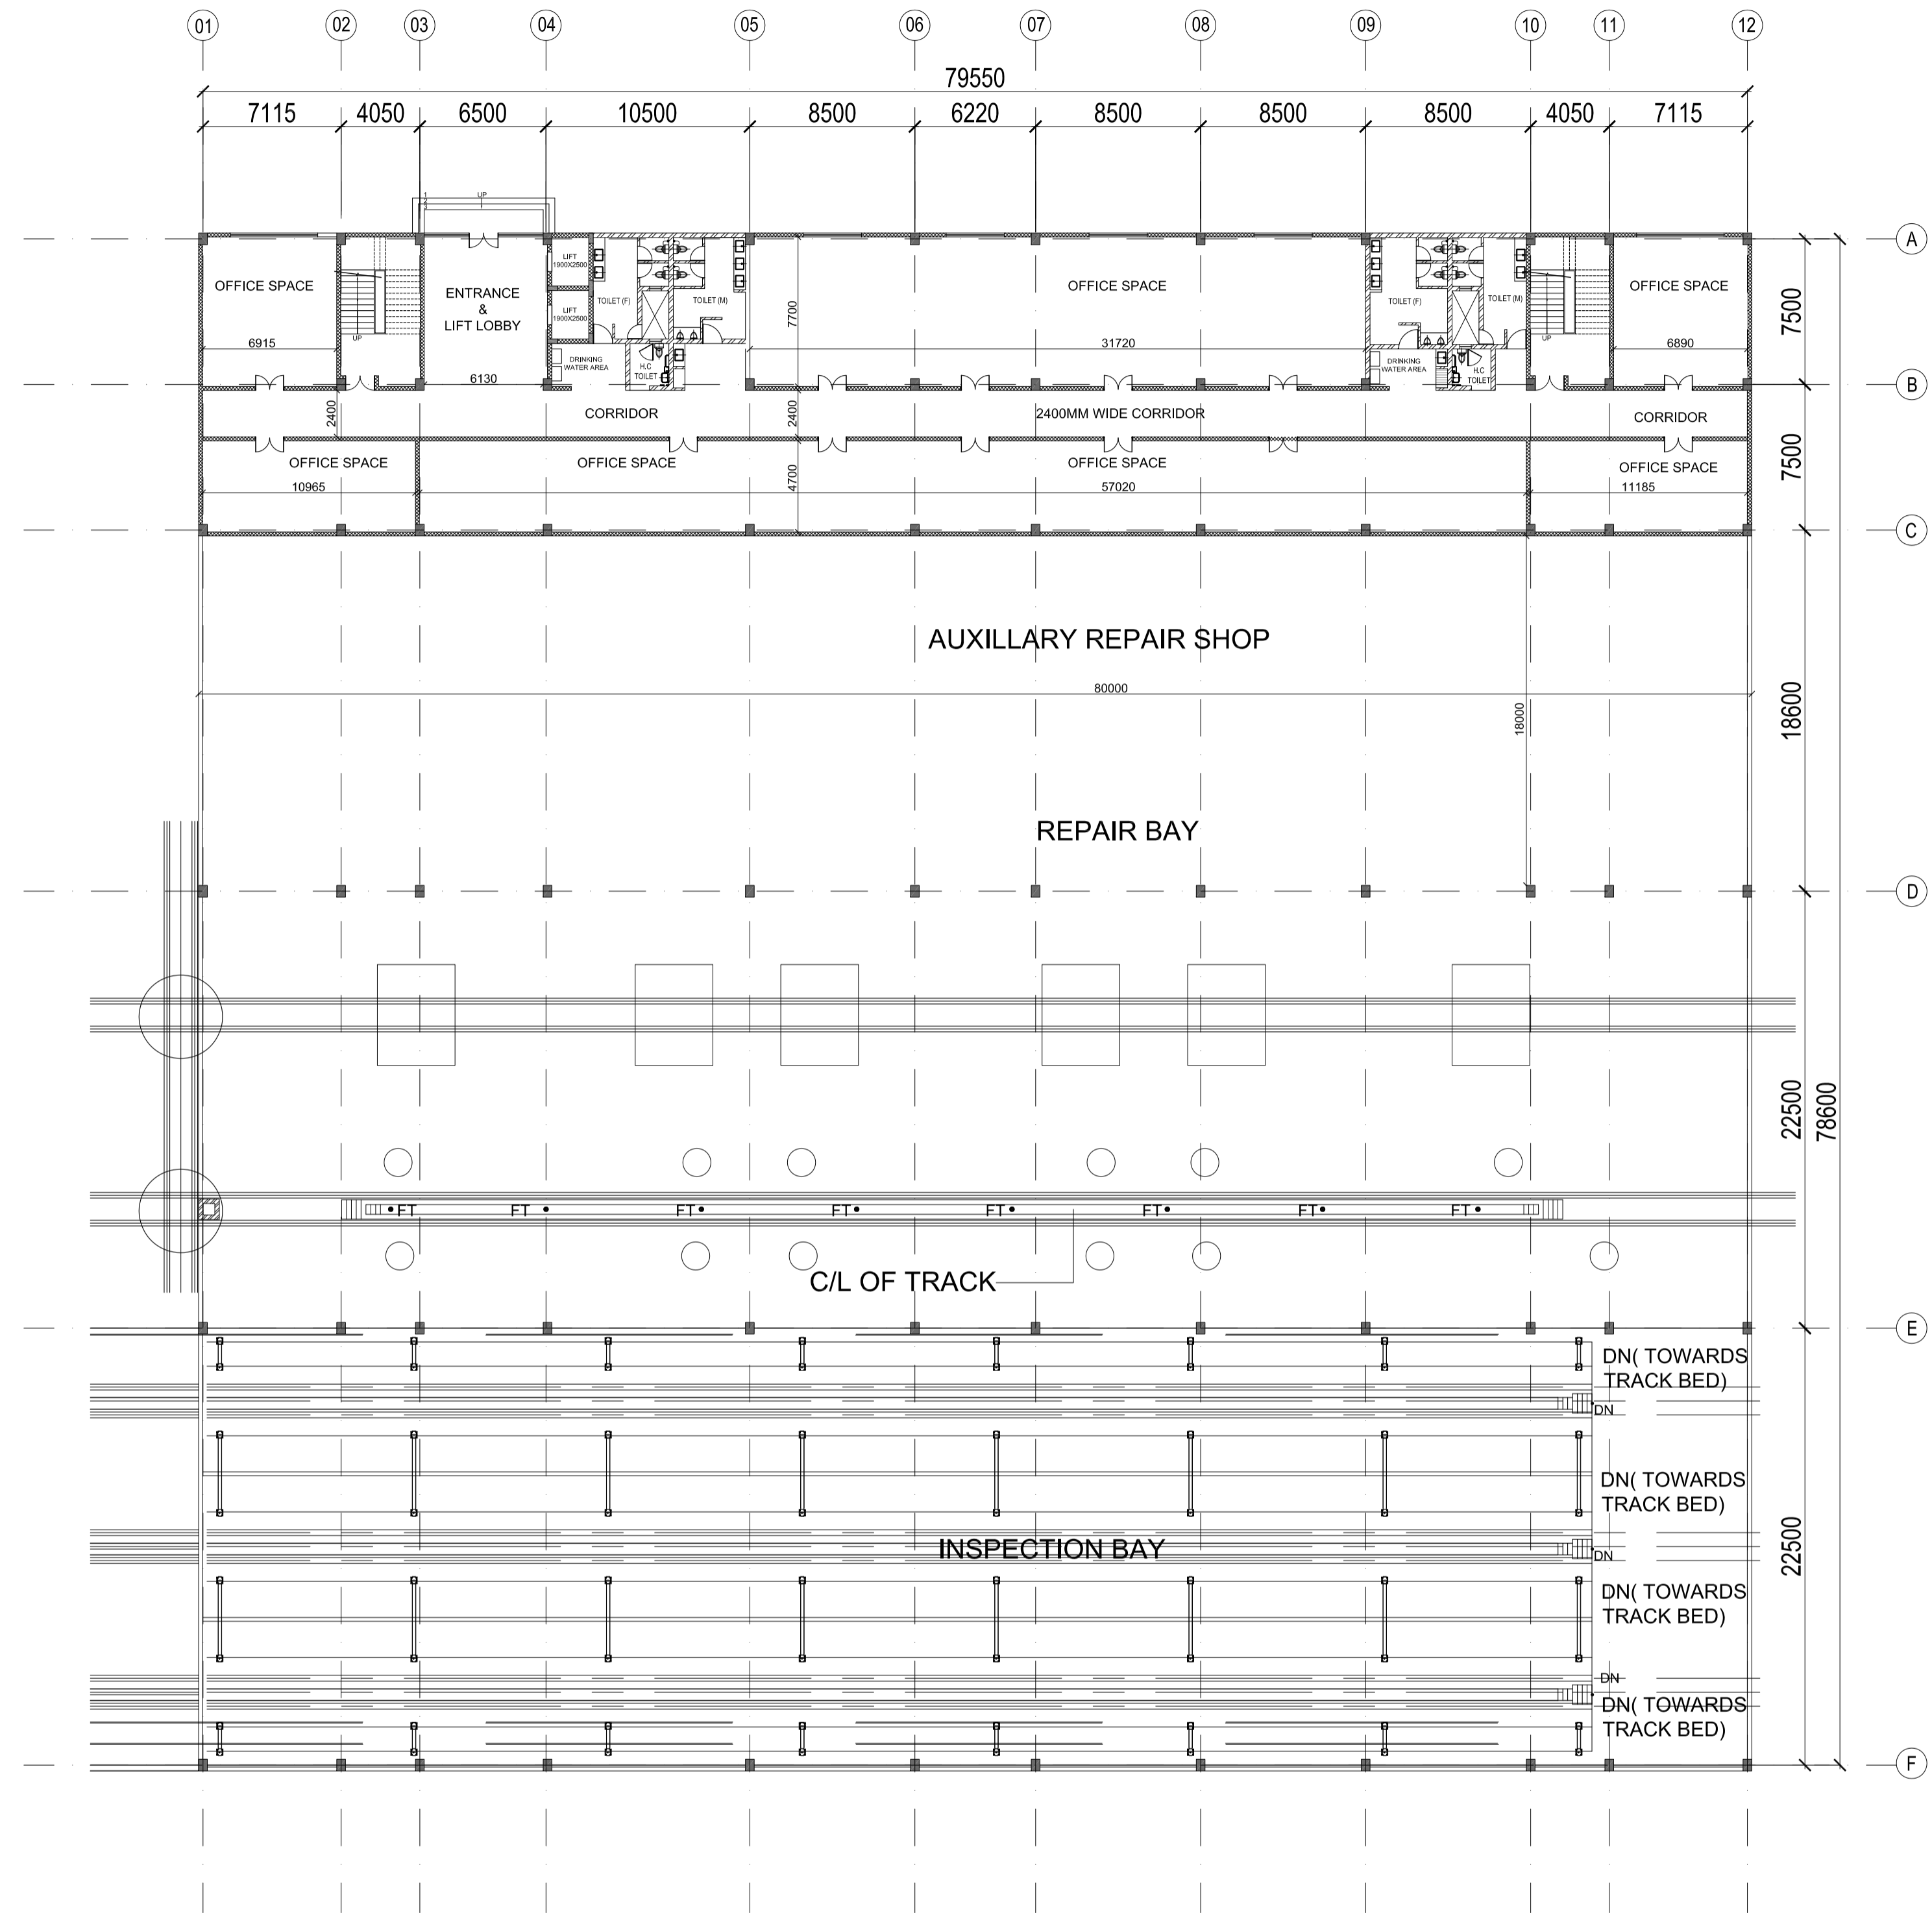 01 02 03 04 05 06 07 08 09 10 11 12
79550
7115 4050 6500 10500 8500 6220 8500 8500 8500 4050 7115
1
2
3
UP
A
OFFICE SPACE
ENTRANCE
&
LIFT LOBBY
LIFT
1900X2500
LIFT
1900X2500
TOILET (F)
TOILET (M)
7700
OFFICE SPACE
TOILET (F)
TOILET (M)
OFFICE SPACE
7500
UP
UP
6915
6130
31720
6890
DRINKING
WATER AREA
H.C
TOILET
DRINKING
WATER AREA
H.C
TOILET
B
2400
CORRIDOR
2400
2400MM WIDE CORRIDOR
CORRIDOR
OFFICE SPACE
OFFICE SPACE
OFFICE SPACE
OFFICE SPACE
7500
10965
4700
57020
11185
C
AUXILLARY REPAIR SHOP
80000
18000
18600
REPAIR BAY
D
22500
78600
FT FT FT FT FT FT FT FT
C/L OF TRACK
E
DN( TOWARDS
TRACK BED)
DN
DN( TOWARDS
TRACK BED)
INSPECTION BAY
DN
22500
DN( TOWARDS
TRACK BED)
DN
DN( TOWARDS
TRACK BED)
F